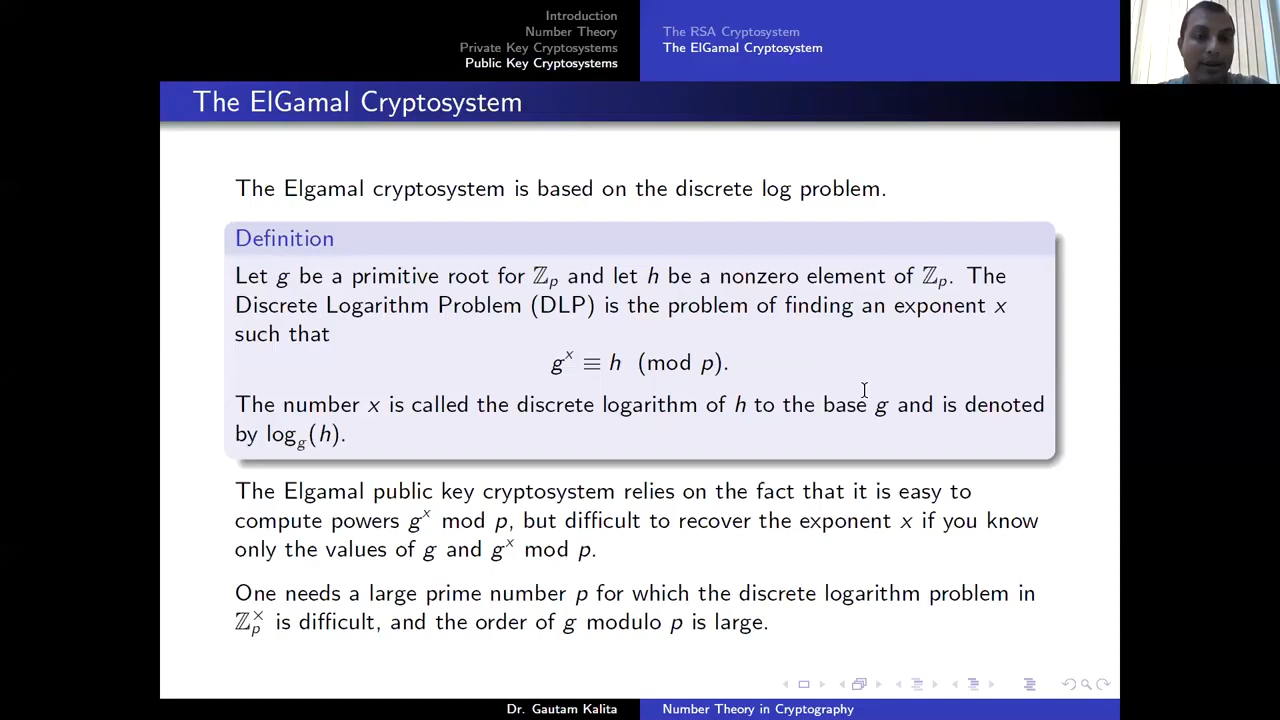 Introduction
Number Theory
Private Key Cryptosystems
Public Key Cryptosystems
The RSA Cryptosystem
The ElGamal Cryptosystem
The ElGamal Cryptosystem
The Elgamal cryptosystem is based on the discrete log problem.
Definition
Let g be a primitive root for ℤ_p and let h be a nonzero element of ℤ_p. The
Discrete Logarithm Problem (DLP) is the problem of finding an exponent x
such that
g^x ≡ h (mod p).
The number x is called the discrete logarithm of h to the base g and is denoted
by log_g(h).
The Elgamal public key cryptosystem relies on the fact that it is easy to
compute powers g^x mod p, but difficult to recover the exponent x if you know
only the values of g and g^x mod p.
One needs a large prime number p for which the discrete logarithm problem in
ℤ_p^× is difficult, and the order of g modulo p is large.
Dr. Gautam Kalita
Number Theory in Cryptography